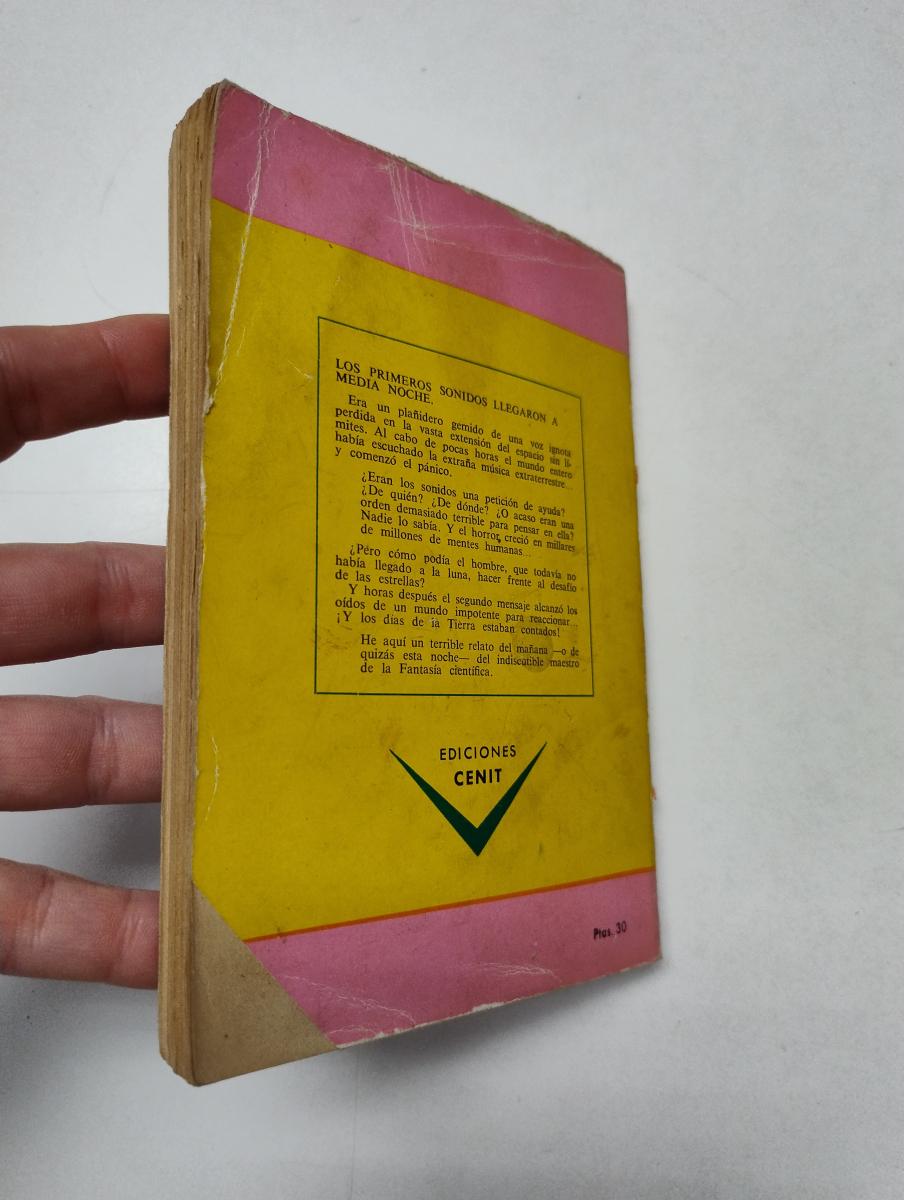 LOS PRIMEROS SONIDOS LLEGARON A
MEDIA NOCHE.
Era un plañidero gemido de una voz ignota
perdida en la vasta extensión del espacio sin lí-
mites. Al cabo de pocas horas el mundo entero
había escuchado la extraña música extraterrestre...
y comenzó el pánico.
¿Eran los sonidos una petición de ayuda?
¿De quién? ¿De dónde? ¿O acaso eran una
orden demasiado terrible para pensar en ella?
Nadie lo sabía. Y el horror creció en millares
de millones de mentes humanas...
¿Pero cómo podía el hombre, que todavía no
había llegado a la luna, hacer frente al desafío
de las estrellas?
Y horas después el segundo mensaje alcanzó los
oídos de un mundo impotente para reaccionar...
¡Y los días de la Tierra estaban contados!
He aquí un terrible relato del mañana —o de
quizás esta noche— del indiscutible maestro
de la Fantasía científica.
EDICIONES
CENIT
Ptas. 30